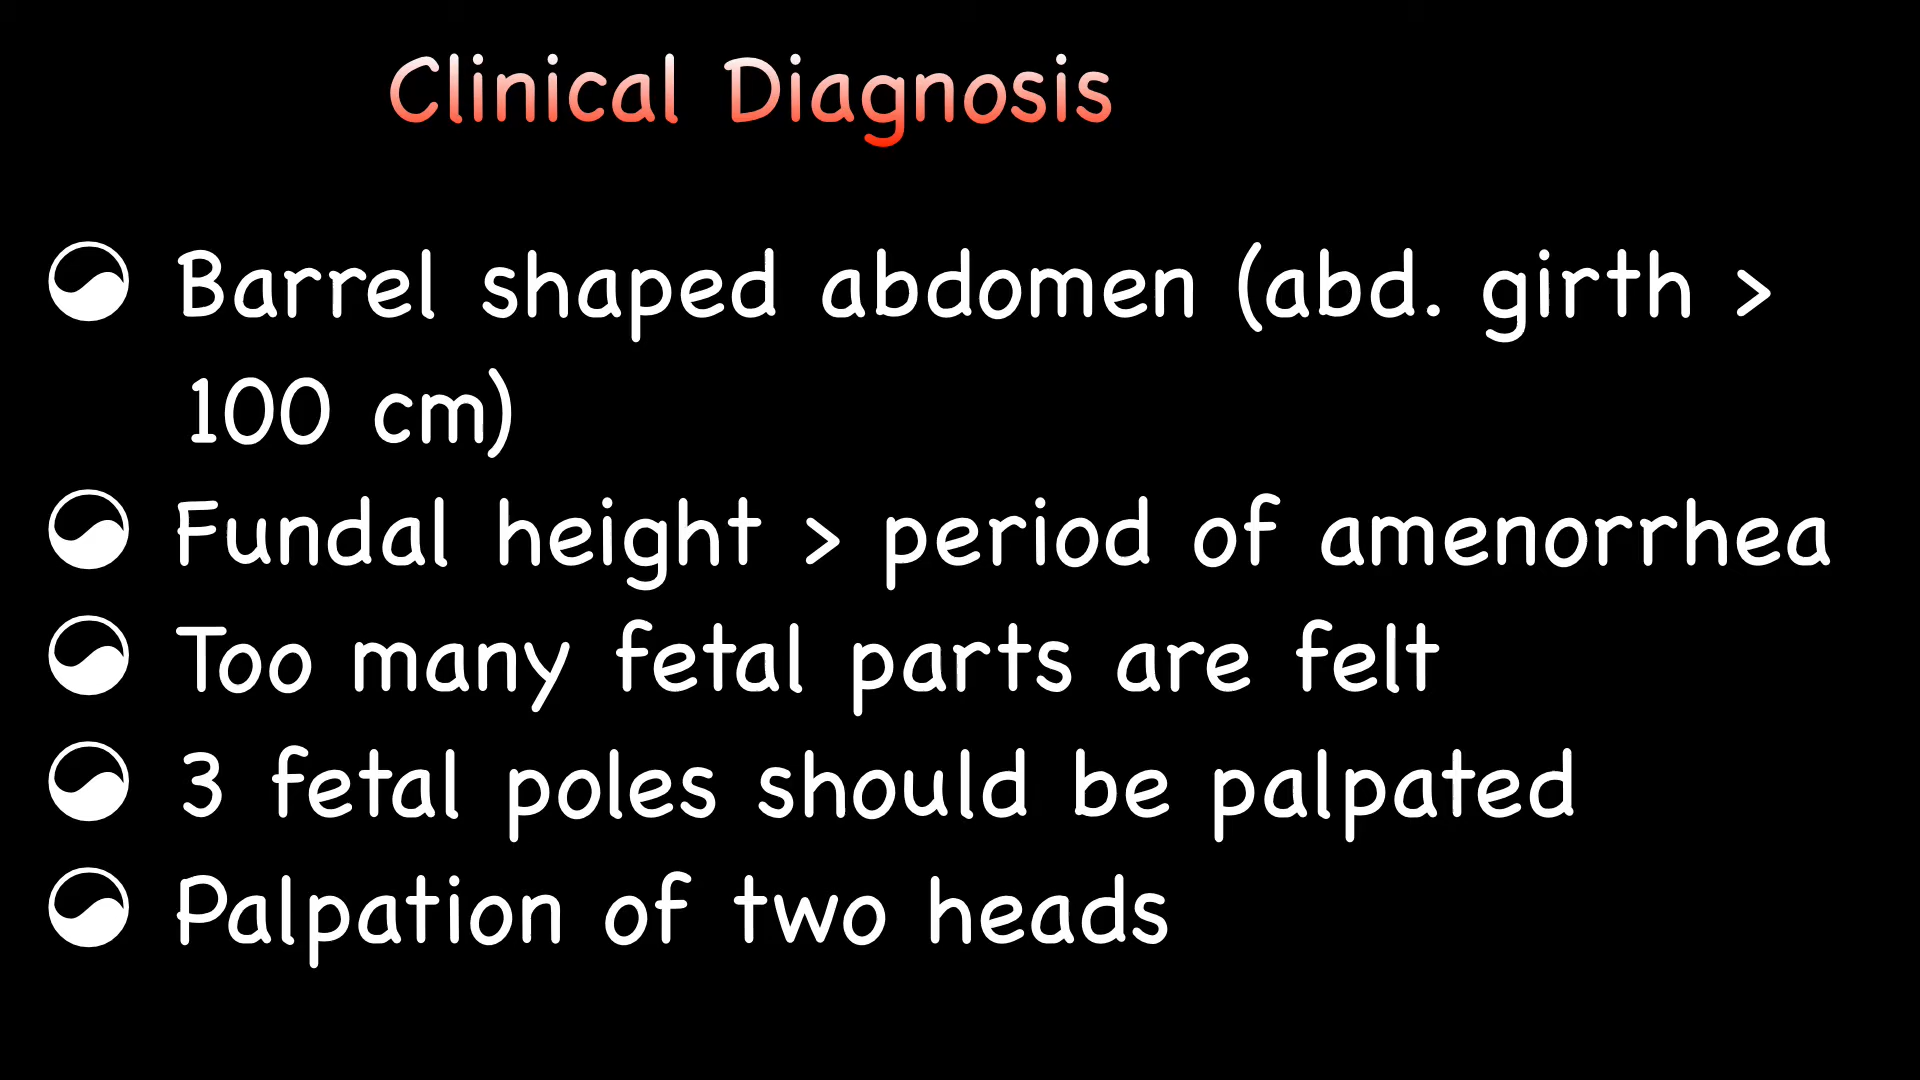 Clinical Diagnosis
Barrel shaped abdomen (abd. girth >
100 cm)
Fundal height > period of amenorrhea
Too many fetal parts are felt
3 fetal poles should be palpated
Palpation of two heads